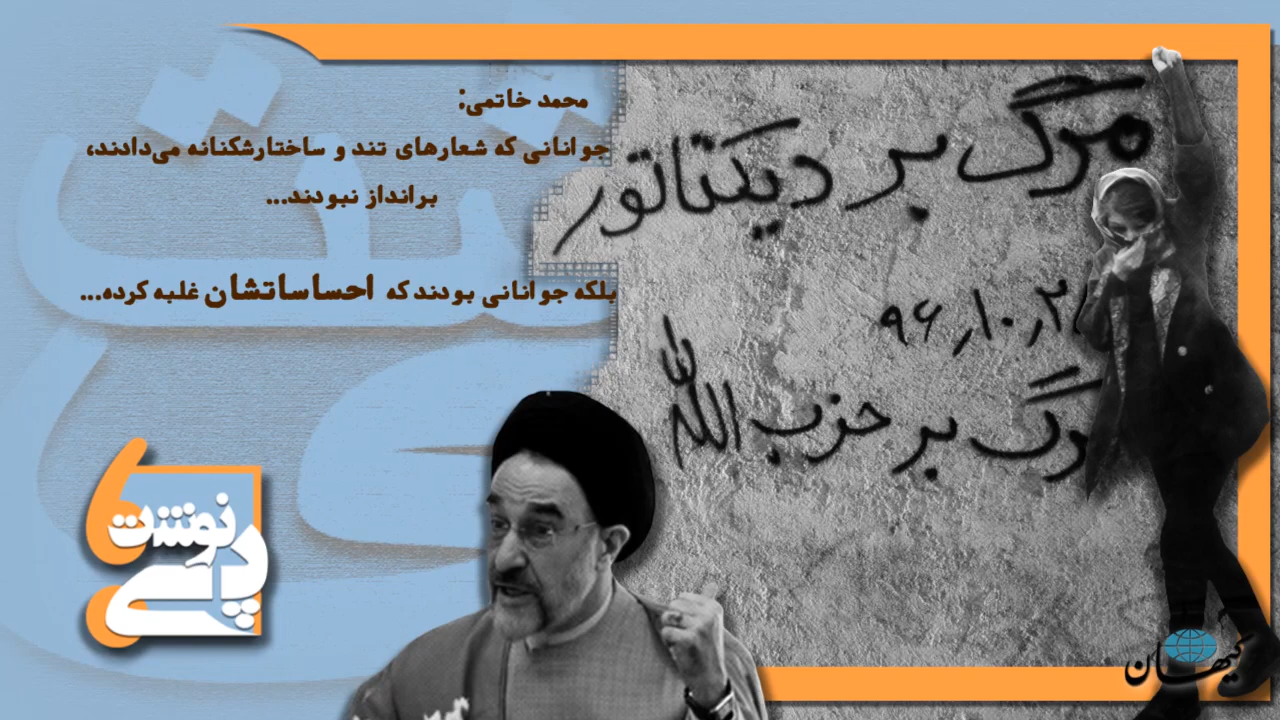 محمد خاتمی:
جوانانی که شعارهای تند و ساختارشکنانه می‌دادند،
برانداز نبودند...
بلکه جوانانی بودند که احساساتشان غلبه کرده...
مرگ بر دیکتاتور
۹۶٫۱۰٫۲
رگ بر حزب الله
پی‌نوشت
کیهان